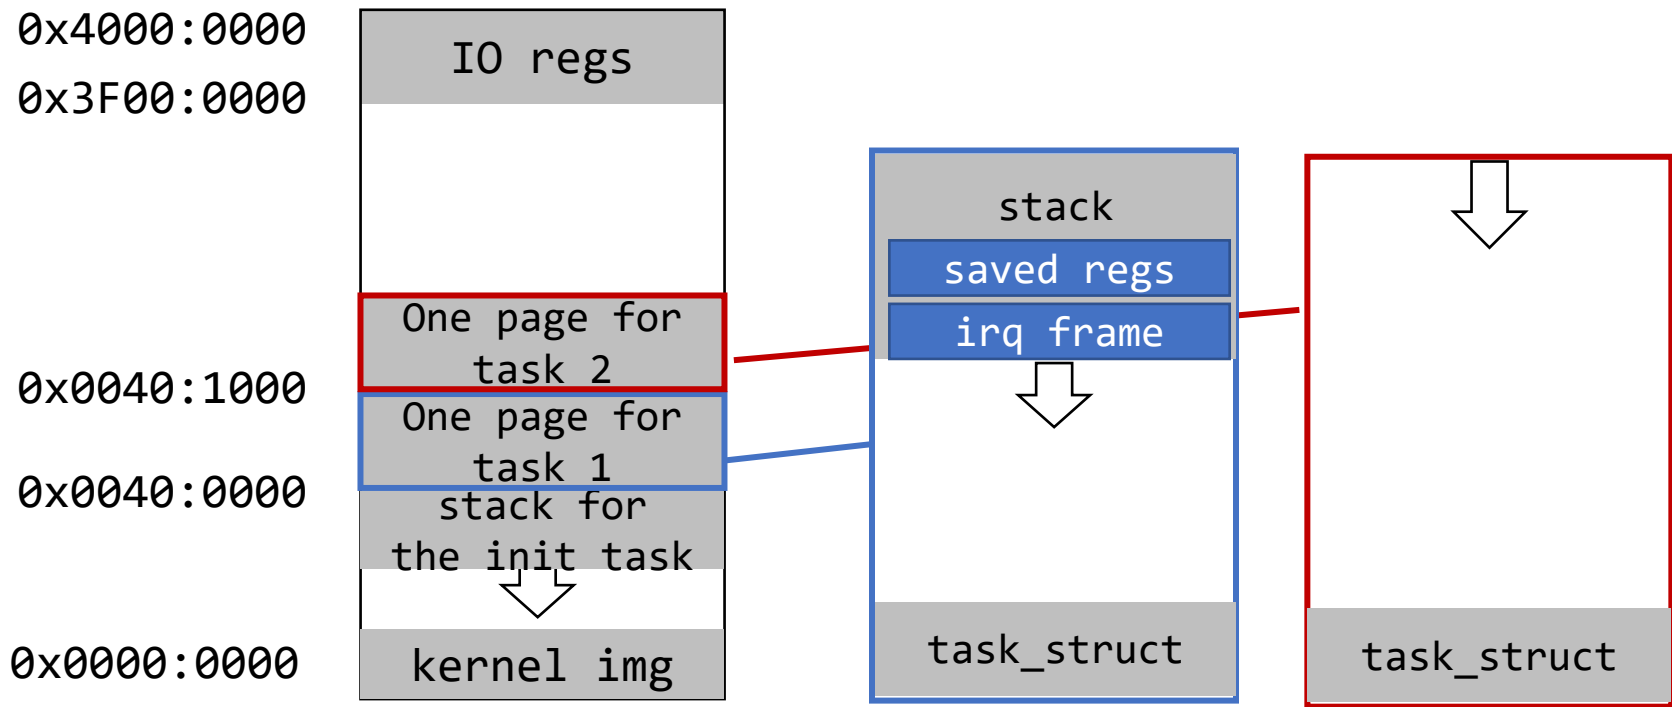 0x4000:0000
0x3F00:0000
0x0040:1000
0x0040:0000
0x0000:0000
IO regs
One page for
task 2
One page for
task 1
stack for
the init task
kernel img
stack
saved regs
irq frame
task_struct
task_struct